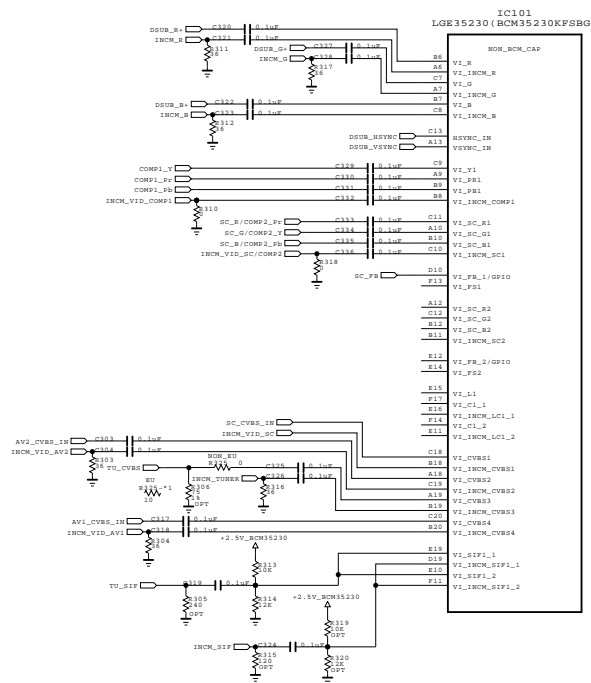 IC101
LGE35230(BCM35230KFSBG
NON_BCM_CAP
DSUB_R+ C320 0.1uF B6 VI_R
INCM_R C321 0.1uF A6 VI_INCM_R
R311 36
DSUB_G+ C327 0.1uF C7 VI_G
INCM_G C328 0.1uF A7 VI_INCM_G
R317 36
DSUB_B+ C322 0.1uF B7 VI_B
INCM_B C323 0.1uF C8 VI_INCM_B
R312 36
DSUB_HSYNC C13 HSYNC_IN
DSUB_VSYNC A13 VSYNC_IN
COMP1_Y C329 0.1uF C9 VI_Y1
COMP1_Pr C330 0.1uF A9 VI_PR1
COMP1_Pb C331 0.1uF B9 VI_PB1
INCM_VID_COMP1 C332 0.1uF B8 VI_INCM_COMP1
R310 0
SC_R/COMP2_Pr C333 0.1uF C11 VI_SC_R1
SC_G/COMP2_Y C334 0.1uF A10 VI_SC_G1
SC_B/COMP2_Pb C335 0.1uF B10 VI_SC_B1
INCM_VID_SC/COMP2 C336 0.1uF C10 VI_INCM_SC1
R318 0
SC_FB D10 VI_FB_1/GPIO
F13 VI_FS1
A12 VI_SC_R2
C12 VI_SC_G2
B12 VI_SC_B2
B11 VI_INCM_SC2
E12 VI_FB_2/GPIO
E14 VI_FS2
E15 VI_L1
F17 VI_C1_1
E16 VI_INCM_LC1_1
F14 VI_C1_2
E11 VI_INCM_LC1_2
SC_CVBS_IN C18 VI_CVBS1
INCM_VID_SC B18 VI_INCM_CVBS1
AV2_CVBS_IN C303 0.1uF A18 VI_CVBS2
INCM_VID_AV2 C304 0.1uF C19 VI_INCM_CVBS2
R303 36
NON_EU
R325 0
TU_CVBS C325 0.1uF A19 VI_CVBS3
INCM_TUNER C326 0.1uF B19 VI_INCM_CVBS3
EU
R325-*1
10
R306 75 1% OPT
R316 36
AV1_CVBS_IN C317 0.1uF C20 VI_CVBS4
INCM_VID_AV1 C318 0.1uF B20 VI_INCM_CVBS4
R304 36
+2.5V_BCM35230
R313 10K
E19 VI_SIF1_1
D19 VI_INCM_SIF1_1
E10 VI_SIF1_2
F11 VI_INCM_SIF1_2
TU_SIF C319 0.1uF
R305 240 OPT
R314 12K
+2.5V_BCM35230
R319 10K OPT
INCM_SIF C324 0.1uF
R315 120 OPT
R320 12K OPT